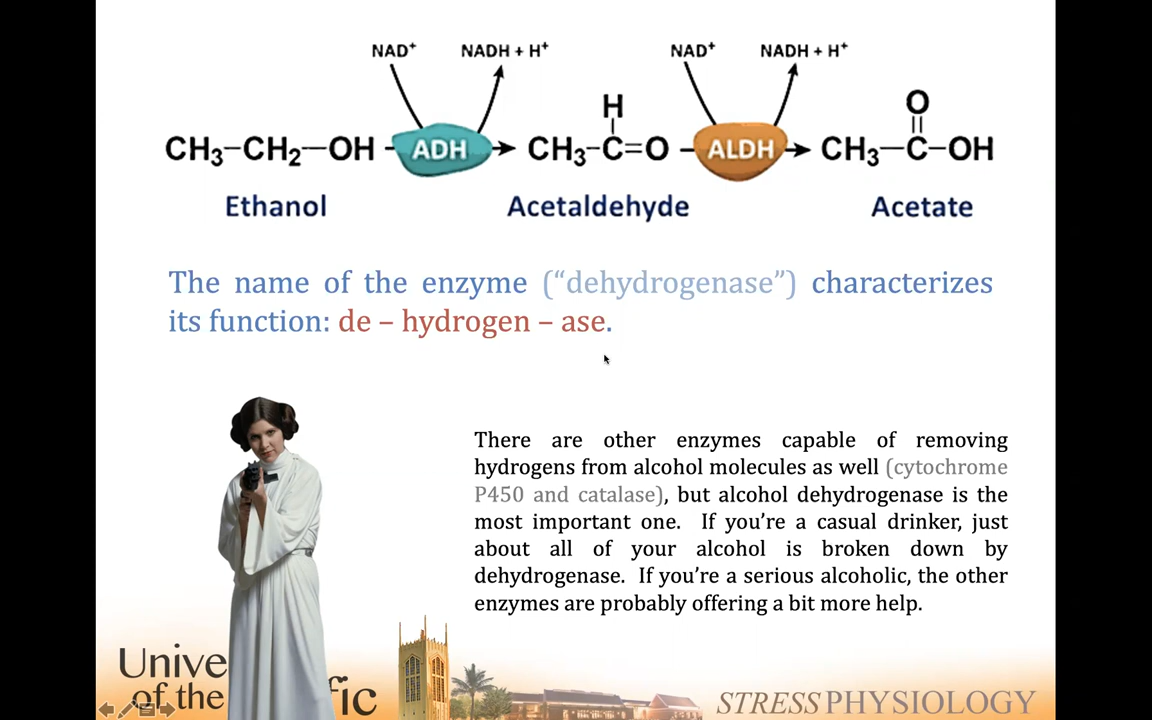 NAD⁺ NADH + H⁺ NAD⁺ NADH + H⁺
H O
CH₃–CH₂–OH ADH CH₃–C=O ALDH CH₃–C–OH
Ethanol Acetaldehyde Acetate
The name of the enzyme (“dehydrogenase”) characterizes
its function: de – hydrogen – ase.
There are other enzymes capable of removing
hydrogens from alcohol molecules as well (cytochrome
P450 and catalase), but alcohol dehydrogenase is the
most important one. If you’re a casual drinker, just
about all of your alcohol is broken down by
dehydrogenase. If you’re a serious alcoholic, the other
enzymes are probably offering a bit more help.
Unive
of the fic
STRESS PHYSIOLOGY